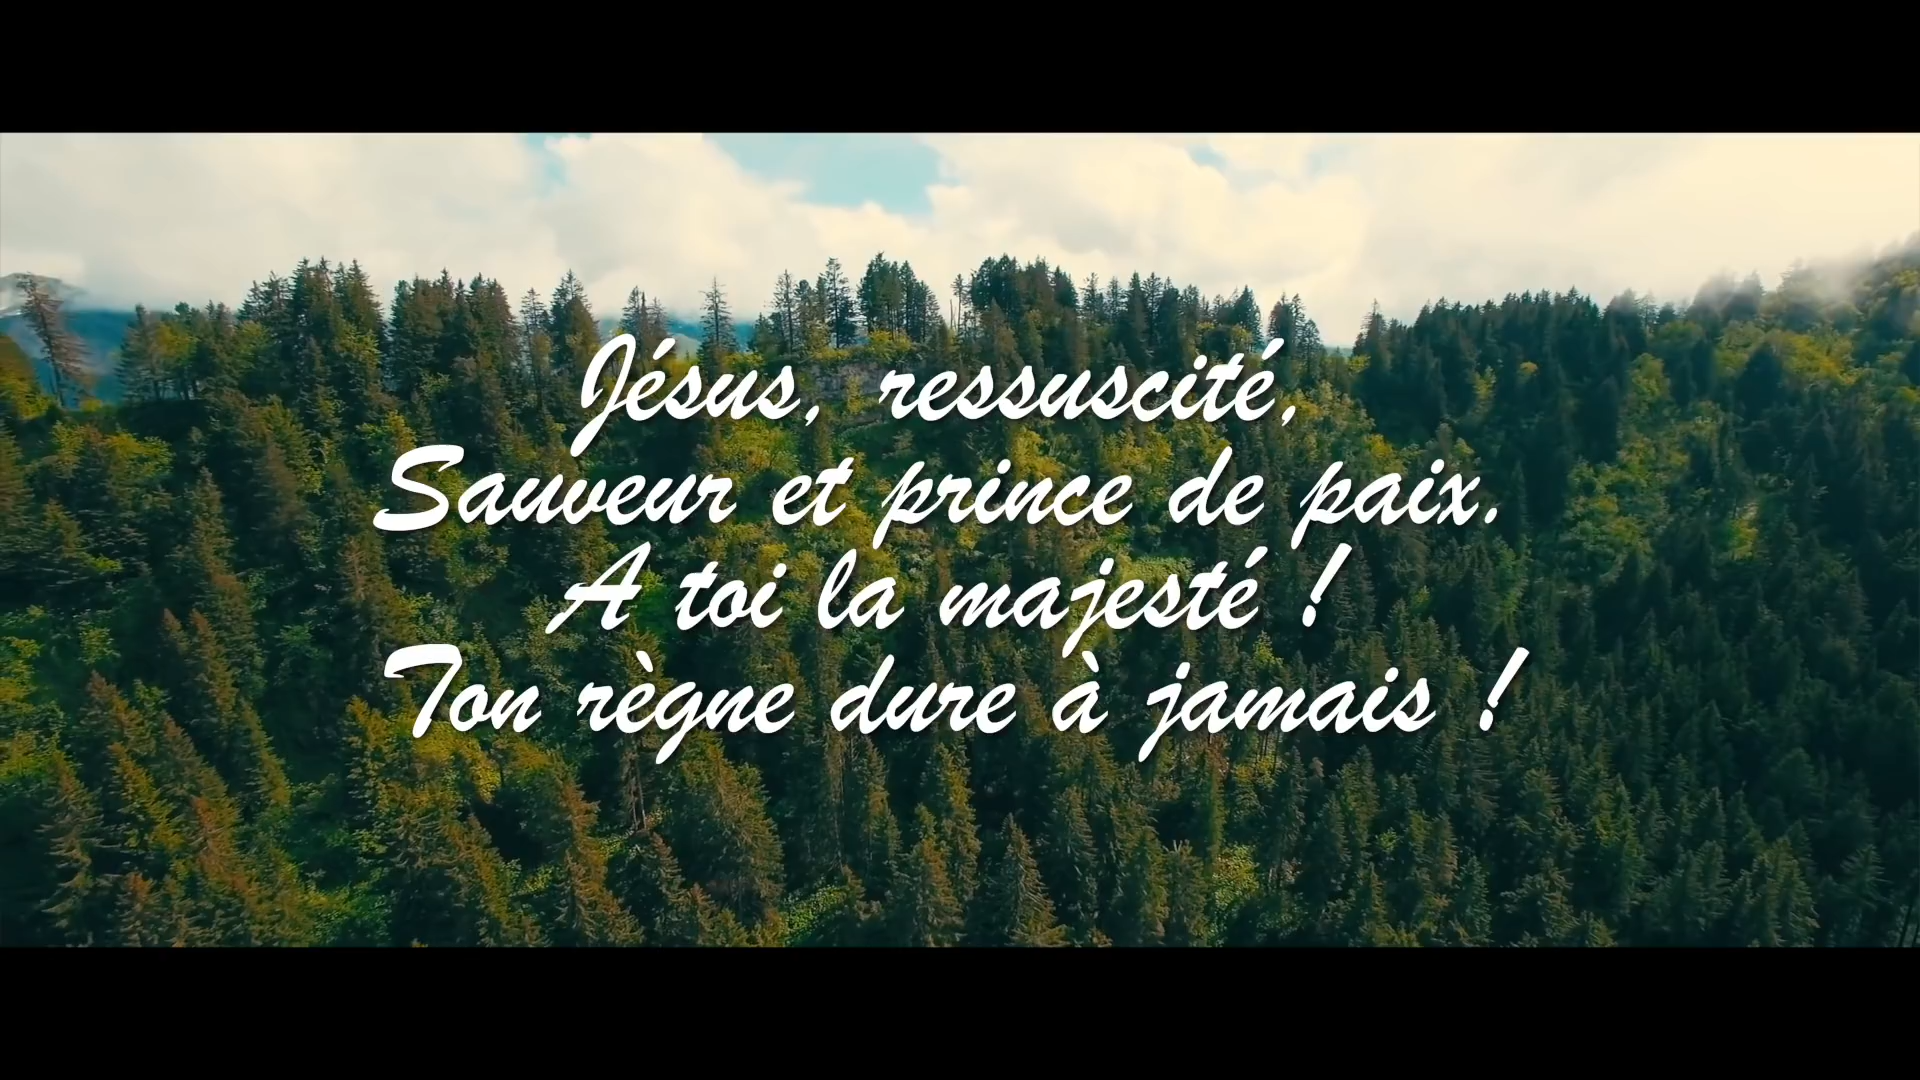 Jésus, ressuscité,
Sauveur et prince de paix.
A toi la majesté !
Ton règne dure à jamais !